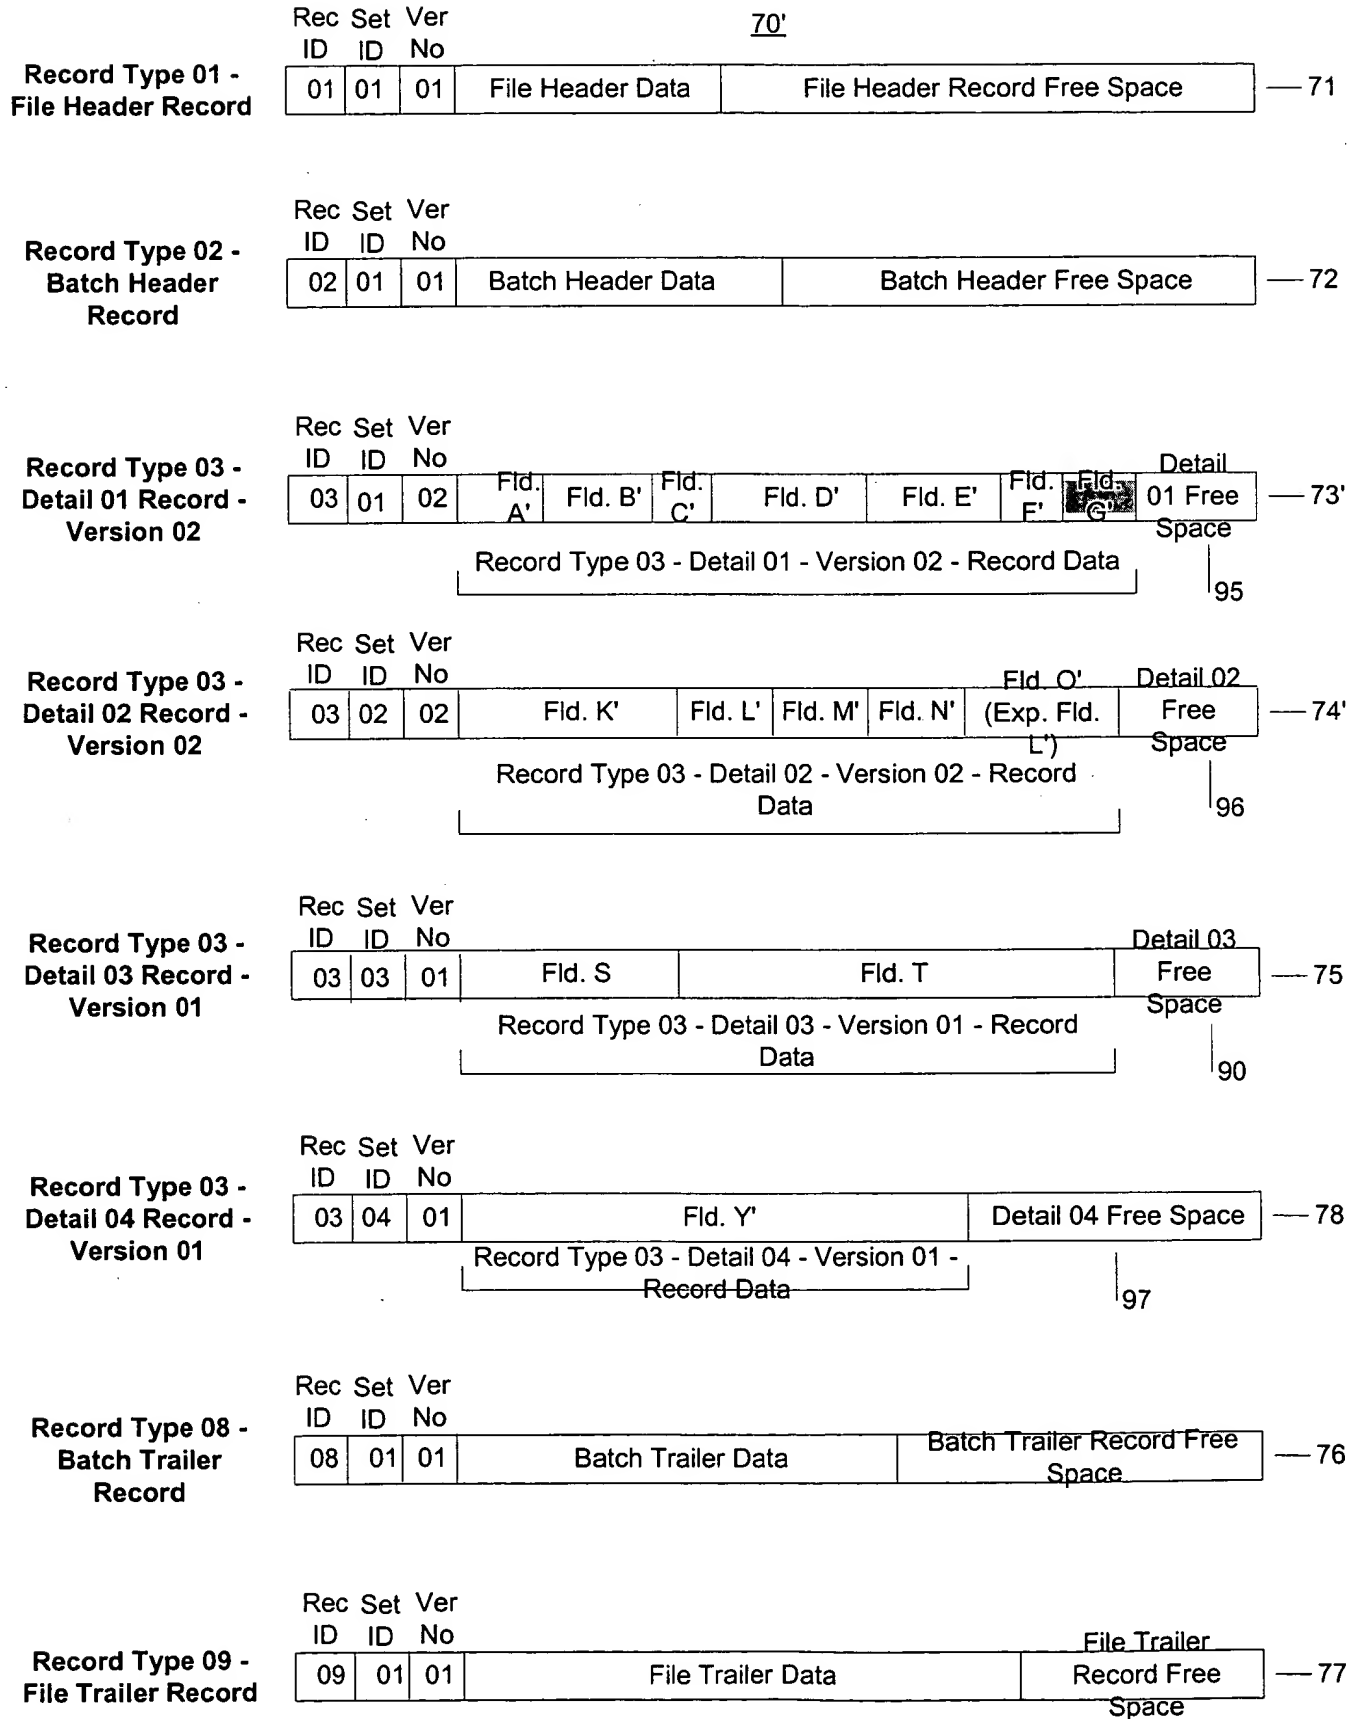 70'
Rec Set Ver
ID ID No
Record Type 01 -
File Header Record
01 01 01 File Header Data File Header Record Free Space 71
Rec Set Ver
ID ID No
Record Type 02 -
Batch Header
Record
02 01 01 Batch Header Data Batch Header Free Space 72
Rec Set Ver
ID ID No
Record Type 03 -
Detail 01 Record -
Version 02
03 01 02 Fld. A' Fld. B' Fld. C' Fld. D' Fld. E' Fld. F' Fld. G' Detail 01 Free Space 73'
Record Type 03 - Detail 01 - Version 02 - Record Data
95
Rec Set Ver
ID ID No
Record Type 03 -
Detail 02 Record -
Version 02
03 02 02 Fld. K' Fld. L' Fld. M' Fld. N' Fld. O' (Exp. Fld. L') Detail 02 Free Space 74'
Record Type 03 - Detail 02 - Version 02 - Record
Data
96
Rec Set Ver
ID ID No
Record Type 03 -
Detail 03 Record -
Version 01
03 03 01 Fld. S Fld. T Detail 03 Free Space 75
Record Type 03 - Detail 03 - Version 01 - Record
Data
90
Rec Set Ver
ID ID No
Record Type 03 -
Detail 04 Record -
Version 01
03 04 01 Fld. Y' Detail 04 Free Space 78
Record Type 03 - Detail 04 - Version 01 -
Record Data
97
Rec Set Ver
ID ID No
Record Type 08 -
Batch Trailer
Record
08 01 01 Batch Trailer Data Batch Trailer Record Free Space 76
Rec Set Ver
ID ID No
Record Type 09 -
File Trailer Record
09 01 01 File Trailer Data File Trailer Record Free Space 77